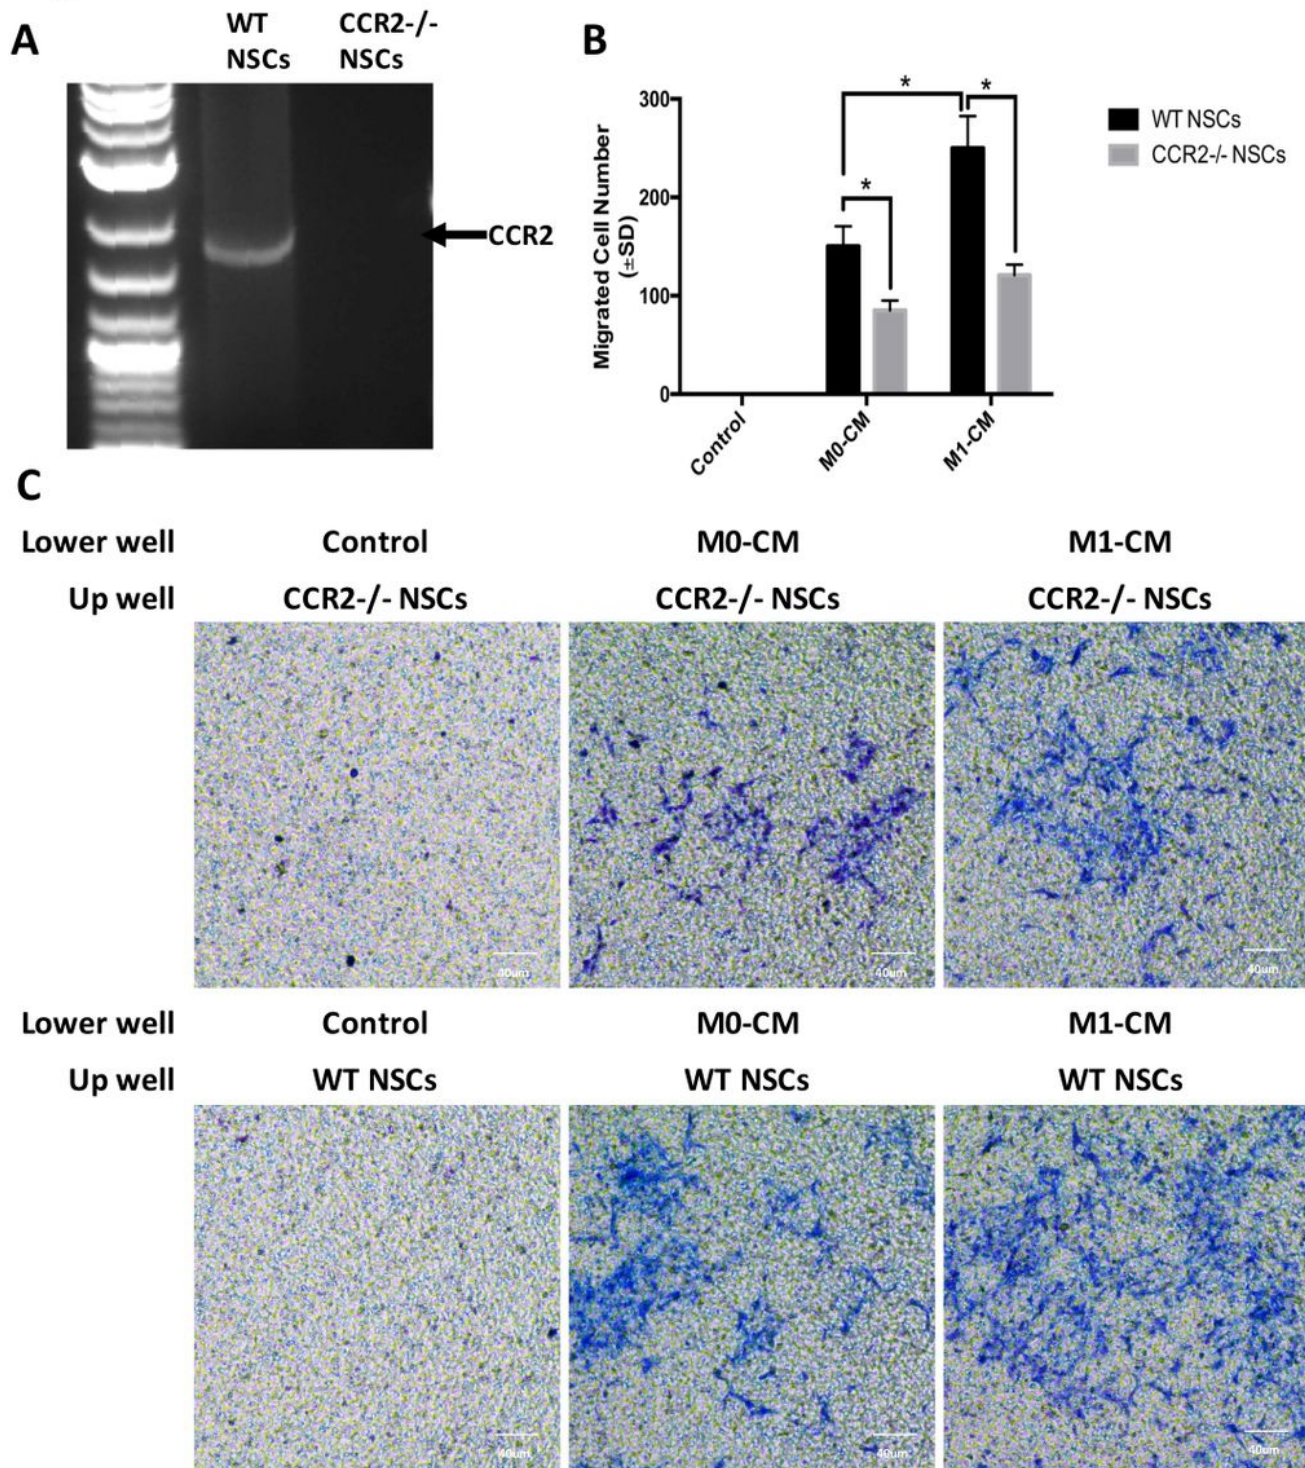 A
WT
NSCs
CCR2-/-
NSCs
CCR2
B
Migrated Cell Number
(±SD)
300
200
100
0
*
*
*
Control
M0-CM
M1-CM
WT NSCs
CCR2-/- NSCs
C
Lower well Control M0-CM M1-CM
Up well CCR2-/- NSCs CCR2-/- NSCs CCR2-/- NSCs
40um 40um 40um
Lower well Control M0-CM M1-CM
Up well WT NSCs WT NSCs WT NSCs
40um 40um 40um